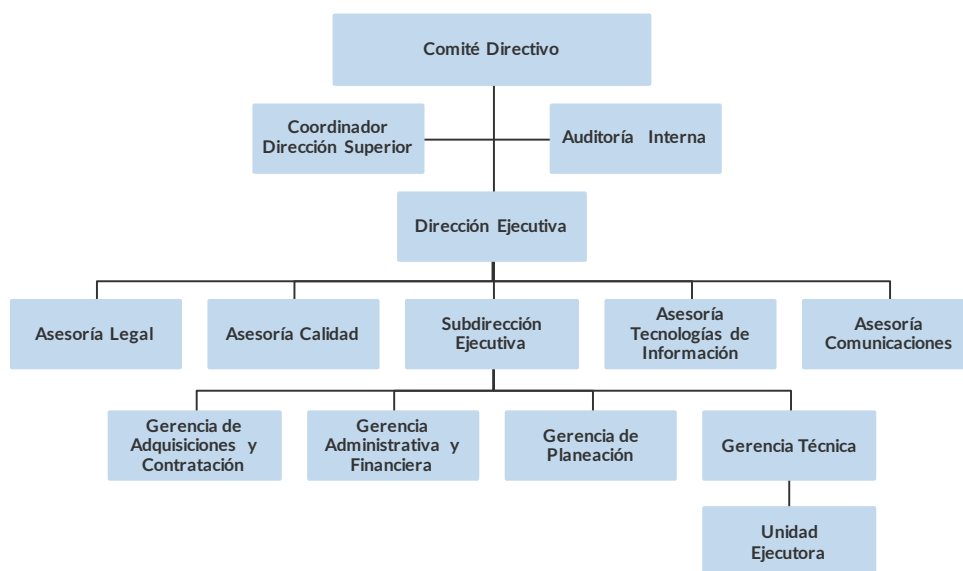 Comité Directivo
Coordinador
Dirección Superior
Auditoría Interna
Dirección Ejecutiva
Asesoría Legal
Asesoría Calidad
Subdirección
Ejecutiva
Asesoría
Tecnologías de
Información
Asesoría
Comunicaciones
Gerencia de
Adquisiciones y
Contratación
Gerencia
Administrativa y
Financiera
Gerencia de
Planeación
Gerencia Técnica
Unidad
Ejecutora